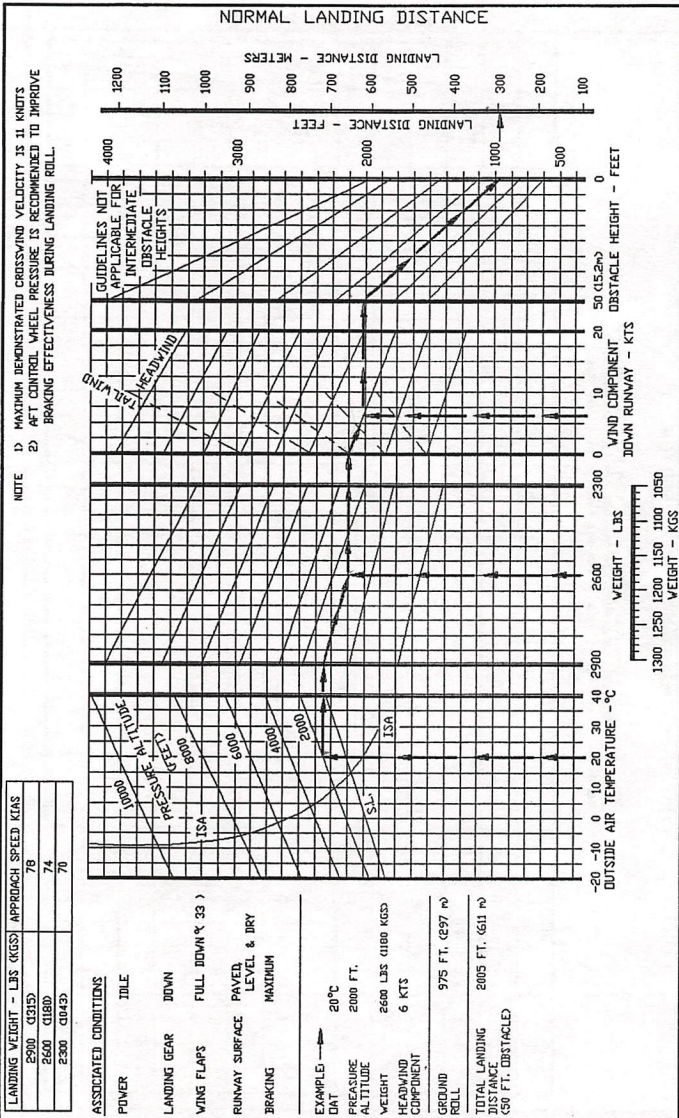 NORMAL LANDING DISTANCE
NOTE 1) MAXIMUM DEMONSTRATED CROSSWIND VELOCITY IS 11 KNOTS
2) AFT CONTROL WHEEL PRESSURE IS RECOMMENDED TO IMPROVE
BRAKING EFFECTIVENESS DURING LANDING ROLL.
LANDING WEIGHT - LBS (KGS) APPROACH SPEED KIAS
2900 (1315) 78
2600 (1180) 74
2300 (1043) 70
ASSOCIATED CONDITIONS
POWER IDLE
LANDING GEAR DOWN
WING FLAPS FULL DOWN ( 33 )
RUNWAY SURFACE PAVED,
LEVEL & DRY
BRAKING MAXIMUM
EXAMPLE:
OAT 20°C
PREASURE
ALTITUDE 2000 FT.
WEIGHT 2600 LBS (1180 KGS)
HEADWIND
COMPONENT 6 KTS
GROUND
ROLL 975 FT. (297 m)
TOTAL LANDING
DISTANCE 2005 FT. (611 m)
(50 FT. OBSTACLE)
10000
PRESSURE ALTITUDE
(FEET)
8000
6000
4000
2000
S.L.
ISA
ISA
-20 -10 0 10 20 30 40
OUTSIDE AIR TEMPERATURE -°C
2900 2600 2300
WEIGHT - LBS
1300 1250 1200 1150 1100 1050
WEIGHT - KGS
TAILWIND
HEADWIND
0 10 20
WIND COMPONENT
DOWN RUNWAY - KTS
GUIDELINES NOT
APPLICABLE FOR
INTERMEDIATE
OBSTACLE
HEIGHTS
50 (15.2m) 0
OBSTACLE HEIGHT - FEET
LANDING DISTANCE - FEET
4000
3000
2000
1000
500
LANDING DISTANCE - METERS
1200
1100
1000
900
800
700
600
500
400
300
200
100